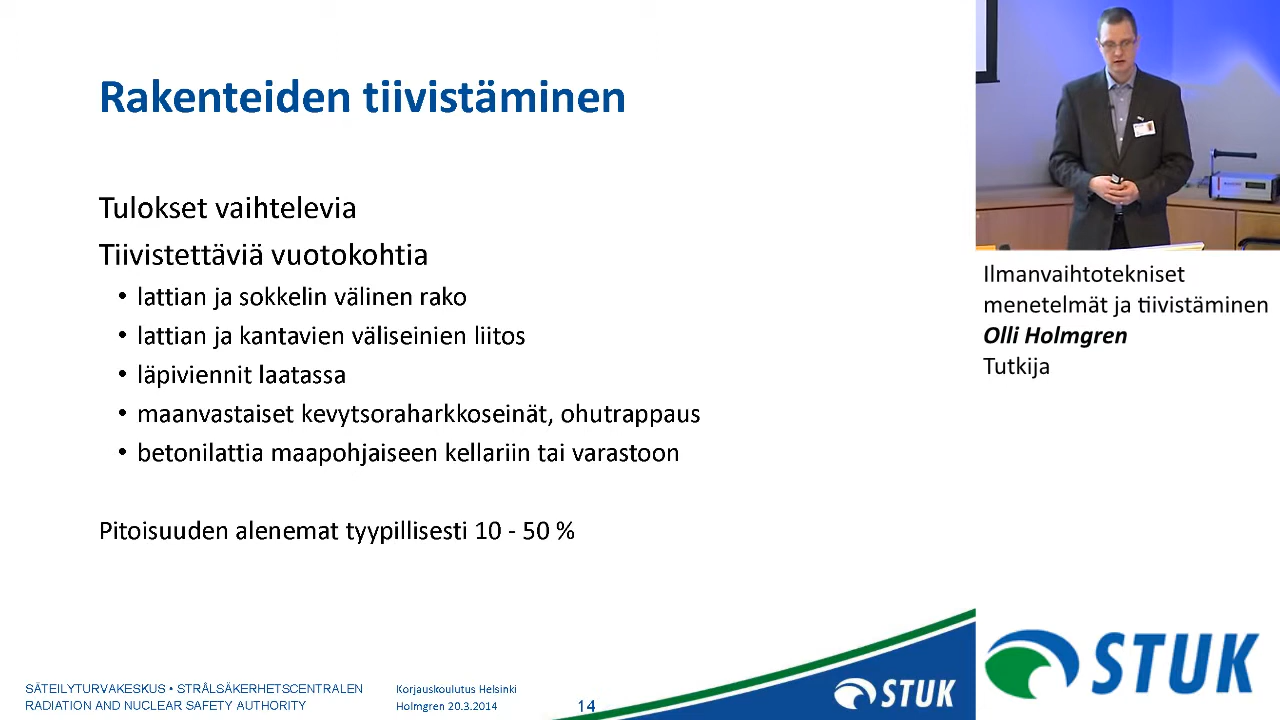 Rakenteiden tiivistäminen
Tulokset vaihtelevia
Tiivistettäviä vuotokohtia
• lattian ja sokkelin välinen rako
• lattian ja kantavien väliseinien liitos
• läpiviennit laatassa
• maanvastaiset kevytsoraharkkoseinät, ohutrappaus
• betonilattia maapohjaiseen kellariin tai varastoon
Pitoisuuden alenemat tyypillisesti 10 - 50 %
SÄTEILYTURVAKESKUS • STRÅLSÄKERHETSCENTRALEN
RADIATION AND NUCLEAR SAFETY AUTHORITY
Korjauskoulutus Helsinki
Holmgren 20.3.2014
14
STUK
Ilmanvaihtotekniset
menetelmät ja tiivistäminen
Olli Holmgren
Tutkija
STUK